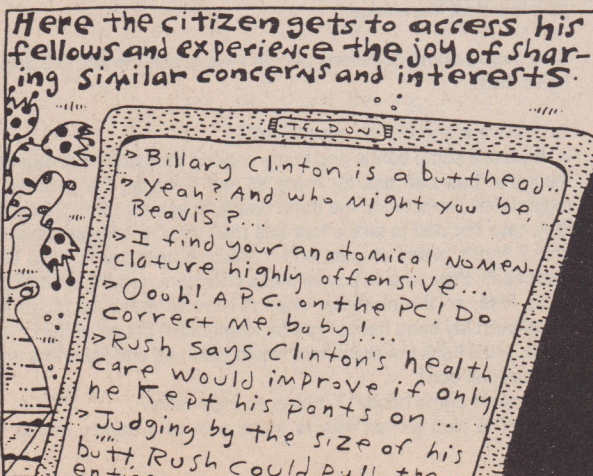 Here the citizen gets to access his
fellows and experience the joy of shar-
ing similar concerns and interests.
TELDON
> Billary Clinton is a butthead..
> Yeah? And who might you be,
Beavis?...
> I find your anatomical nomen-
clature highly offensive...
> Oooh! A P.C. on the PC! Do
correct me, baby!...
> Rush says Clinton's health
care would improve if only
he kept his pants on...
> Judging by the size of his
butt Rush could pull the